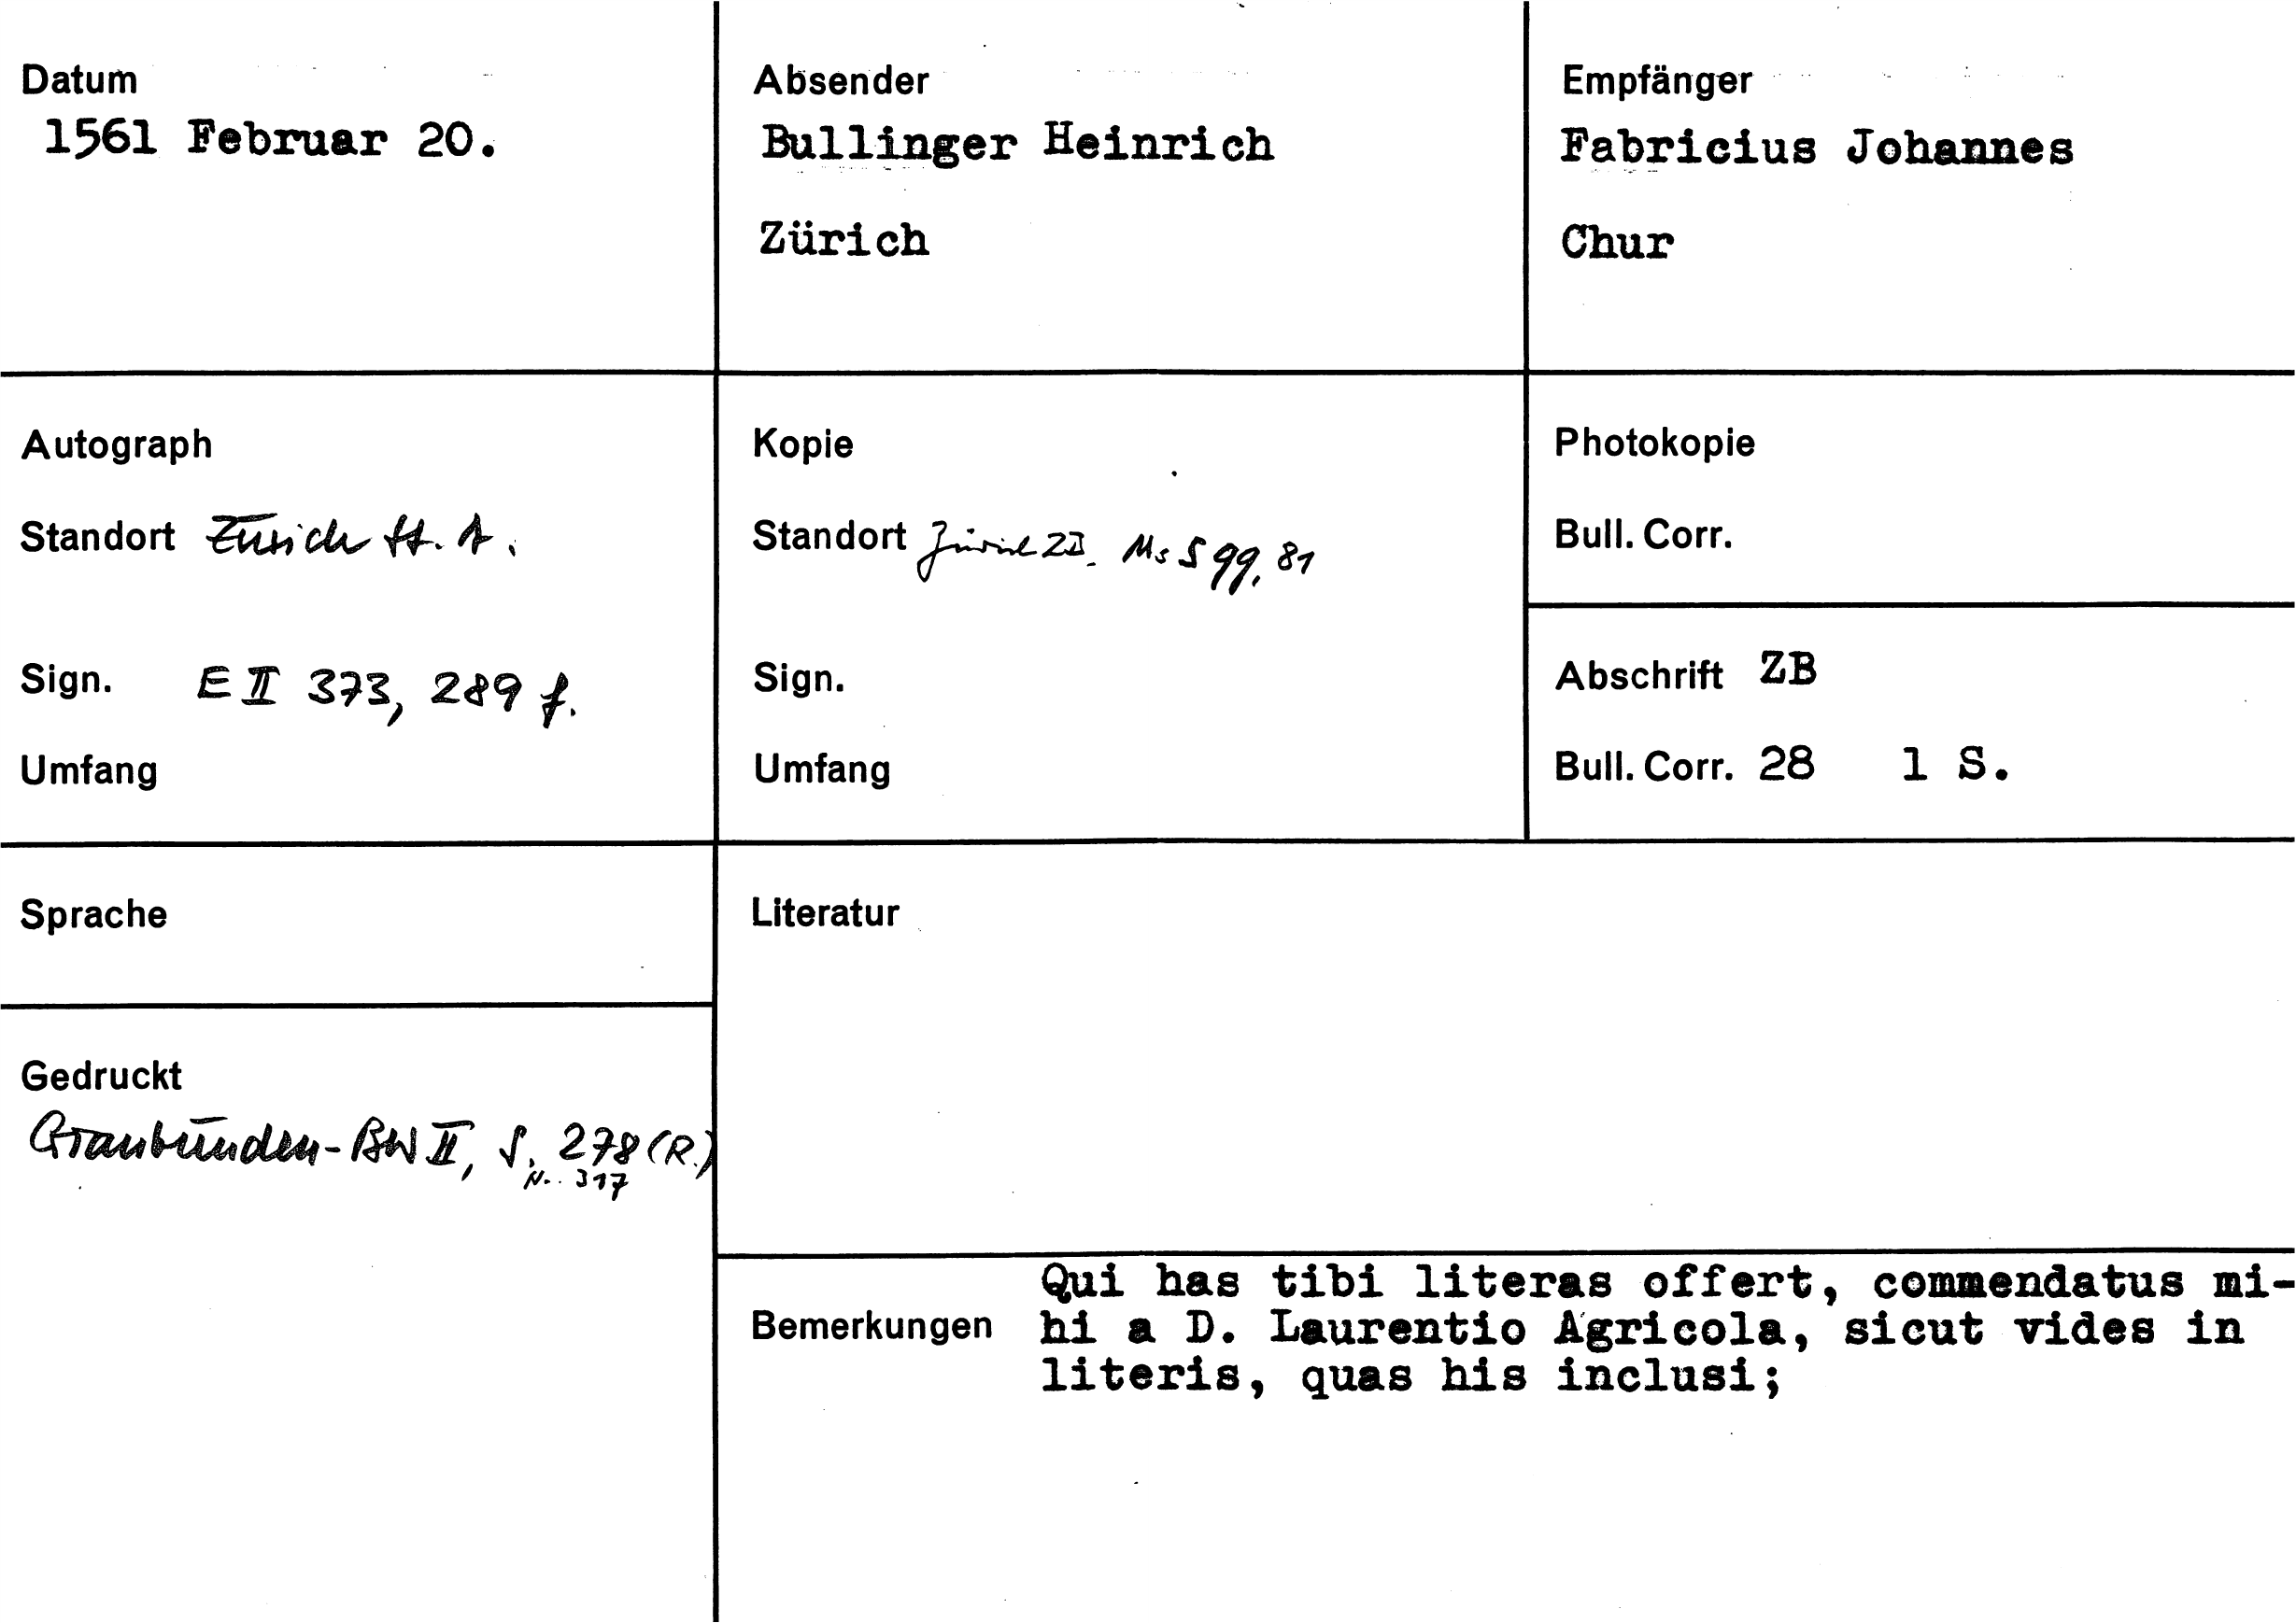 Datum
1561 Februar 20.
Absender
Bullinger Heinrich
Zürich
Empfänger
Fabricius Johannes
Chur
Autograph
Standort Zürich St. A.
Sign. E II 373, 289 f.
Umfang
Kopie
Standort Zürich ZB. Ms S 99, 81
Sign.
Umfang
Photokopie
Bull. Corr.
Abschrift ZB
Bull. Corr. 28 1 S.
Sprache
Gedruckt
Graubünden-BW II, S. 278 (R.)
N. 317
Literatur
Bemerkungen
Qui has tibi literas offert, commendatus mi-
hi a D. Laurentio Agricola, sicut vides in
literis, quas his inclusi;